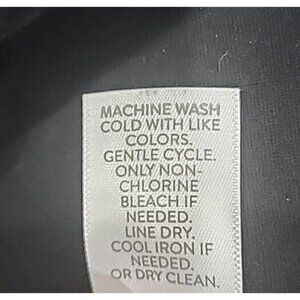 MACHINE WASH
COLD WITH LIKE
COLORS.
GENTLE CYCLE.
ONLY NON-
CHLORINE
BLEACH IF
NEEDED.
LINE DRY.
COOL IRON IF
NEEDED.
OR DRY CLEAN.